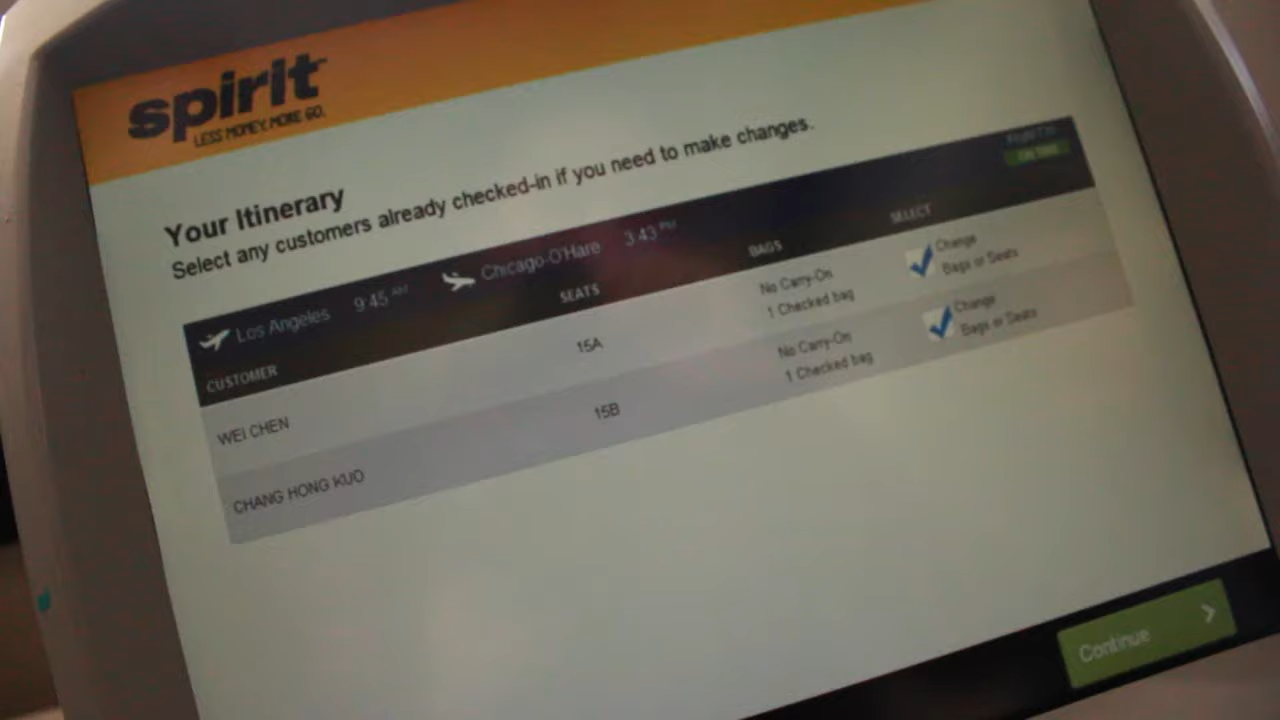 spirit
LESS MONEY. MORE GO.
Your Itinerary
Select any customers already checked-in if you need to make changes.
Los Angeles 9:45 AM Chicago-O'Hare 3:43 PM
ON TIME
CUSTOMER SEATS BAGS SELECT
WEI CHEN 15A No Carry-On
1 Checked bag
Change
Bags or Seats
CHANG HONG KUO 15B No Carry-On
1 Checked bag
Change
Bags or Seats
Continue